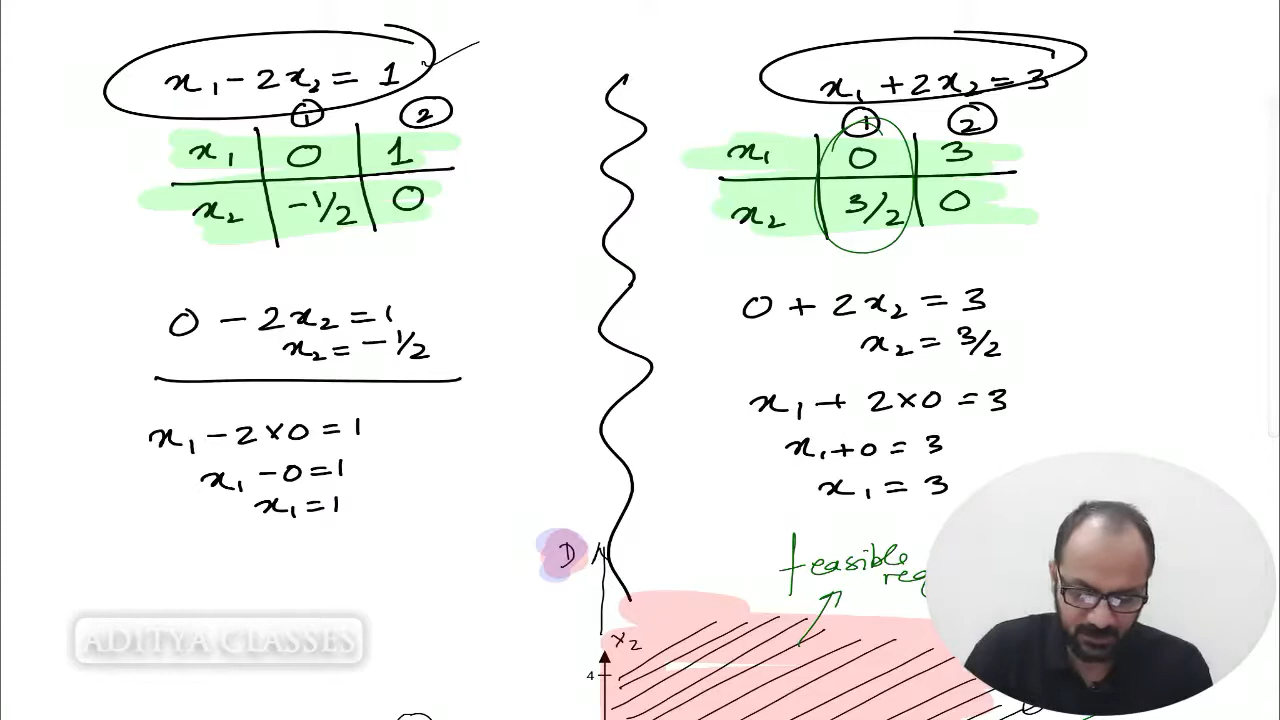 x₁ - 2x₂ = 1
① ②
x₁ 0 1
x₂ -1/2 0
0 - 2x₂ = 1
x₂ = -1/2
x₁ - 2×0 = 1
x₁ - 0 = 1
x₁ = 1
x₁ + 2x₂ = 3
① ②
x₁ 0 3
x₂ 3/2 0
0 + 2x₂ = 3
x₂ = 3/2
x₁ + 2×0 = 3
x₁ + 0 = 3
x₁ = 3
D
feasible
x₂
4
ADITYA CLASSES